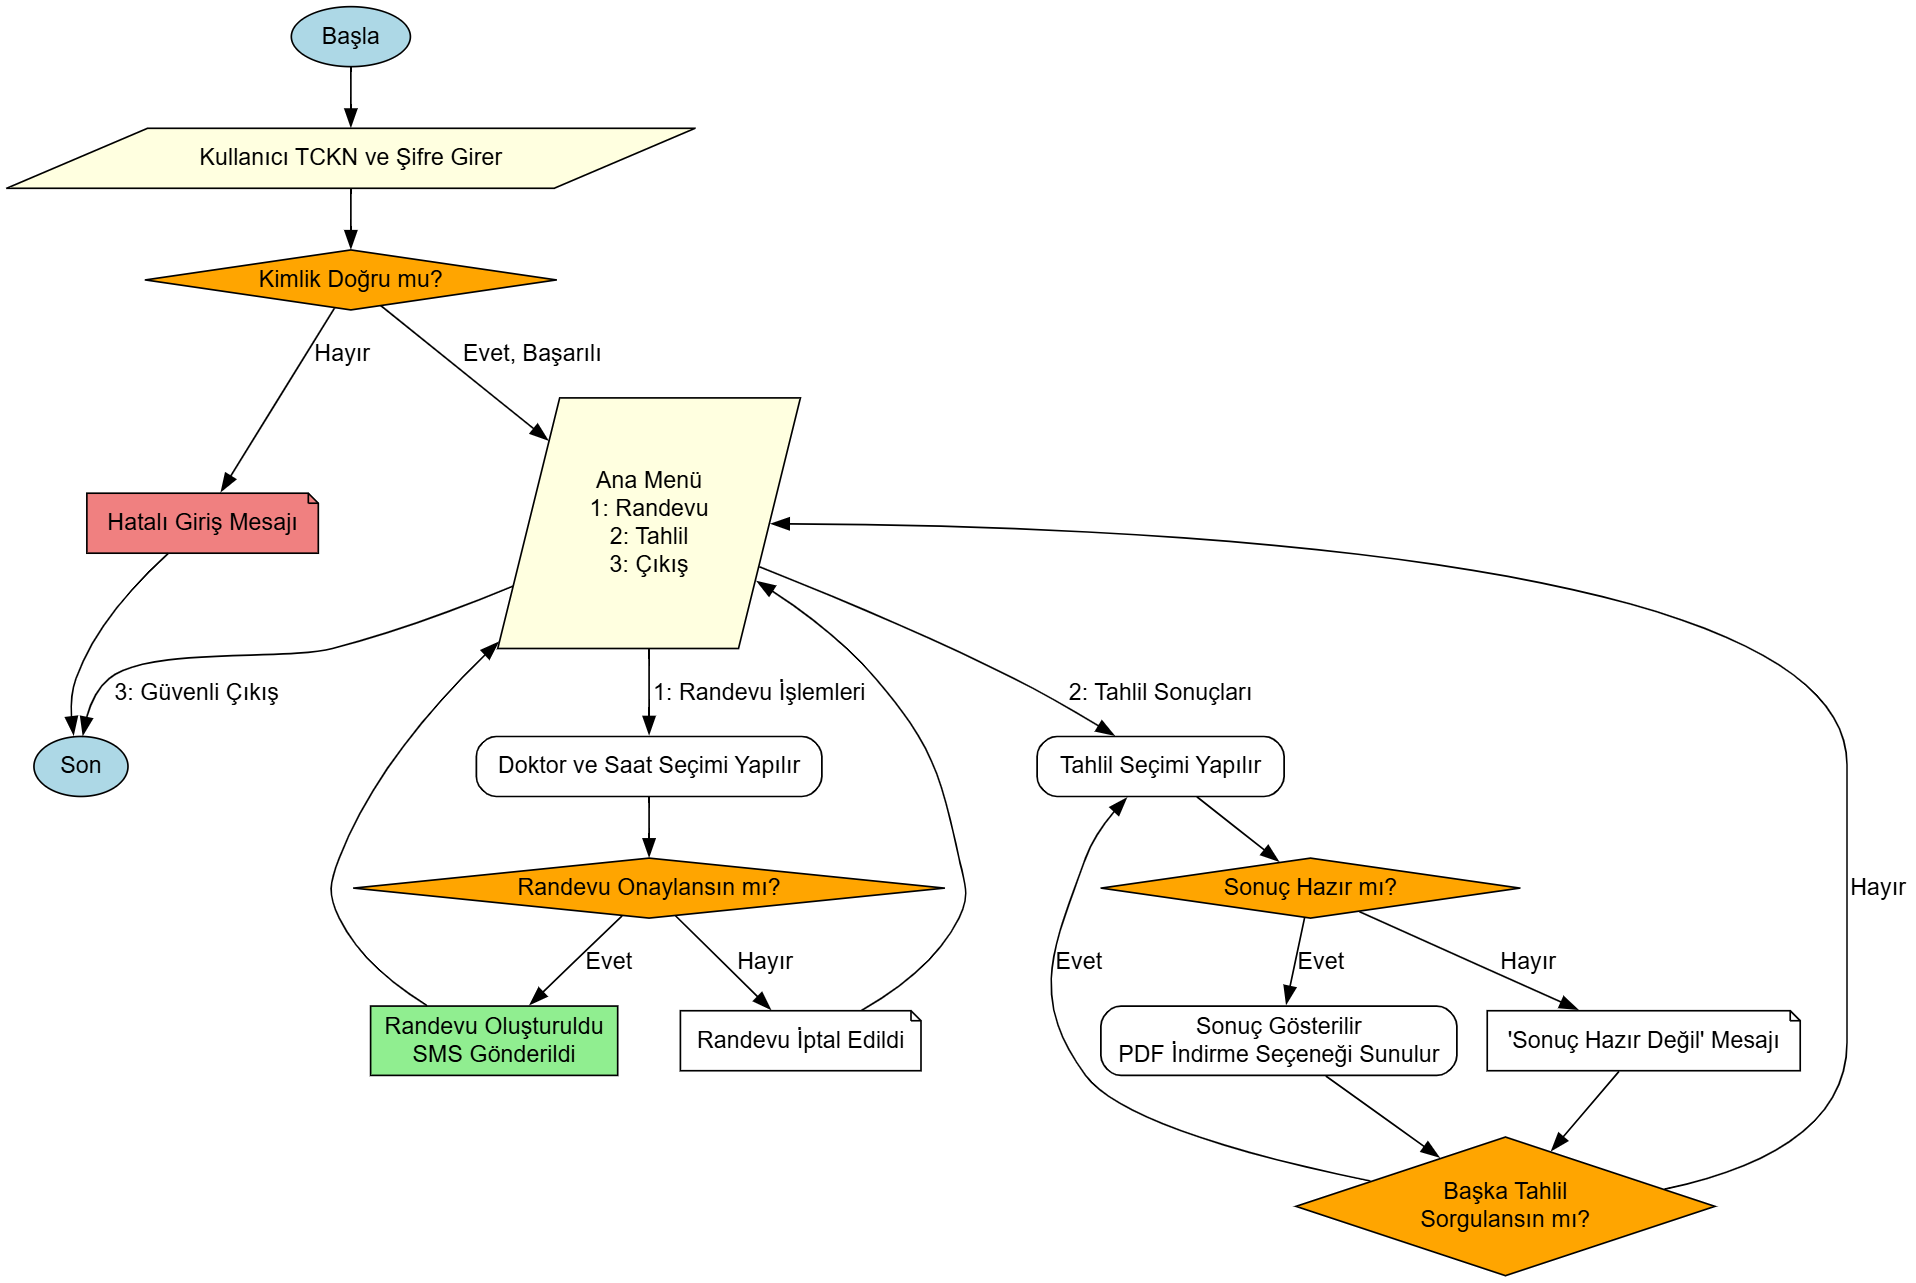 Başla
Kullanıcı TCKN ve Şifre Girer
Kimlik Doğru mu?
Hayır
Evet, Başarılı
Ana Menü
1: Randevu
2: Tahlil
3: Çıkış
Hatalı Giriş Mesajı
3: Güvenli Çıkış
1: Randevu İşlemleri
2: Tahlil Sonuçları
Son
Doktor ve Saat Seçimi Yapılır
Tahlil Seçimi Yapılır
Randevu Onaylansın mı?
Sonuç Hazır mı?
Hayır
Evet
Hayır
Evet
Evet
Hayır
Randevu Oluşturuldu
SMS Gönderildi
Randevu İptal Edildi
Sonuç Gösterilir
PDF İndirme Seçeneği Sunulur
'Sonuç Hazır Değil' Mesajı
Başka Tahlil
Sorgulansın mı?